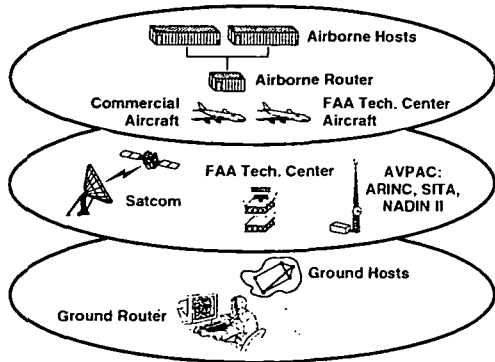 Airborne Hosts
Airborne Router
Commercial
Aircraft
FAA Tech. Center
Aircraft
Satcom
FAA Tech. Center
AVPAC:
ARINC, SITA,
NADIN II
Ground Hosts
Ground Router